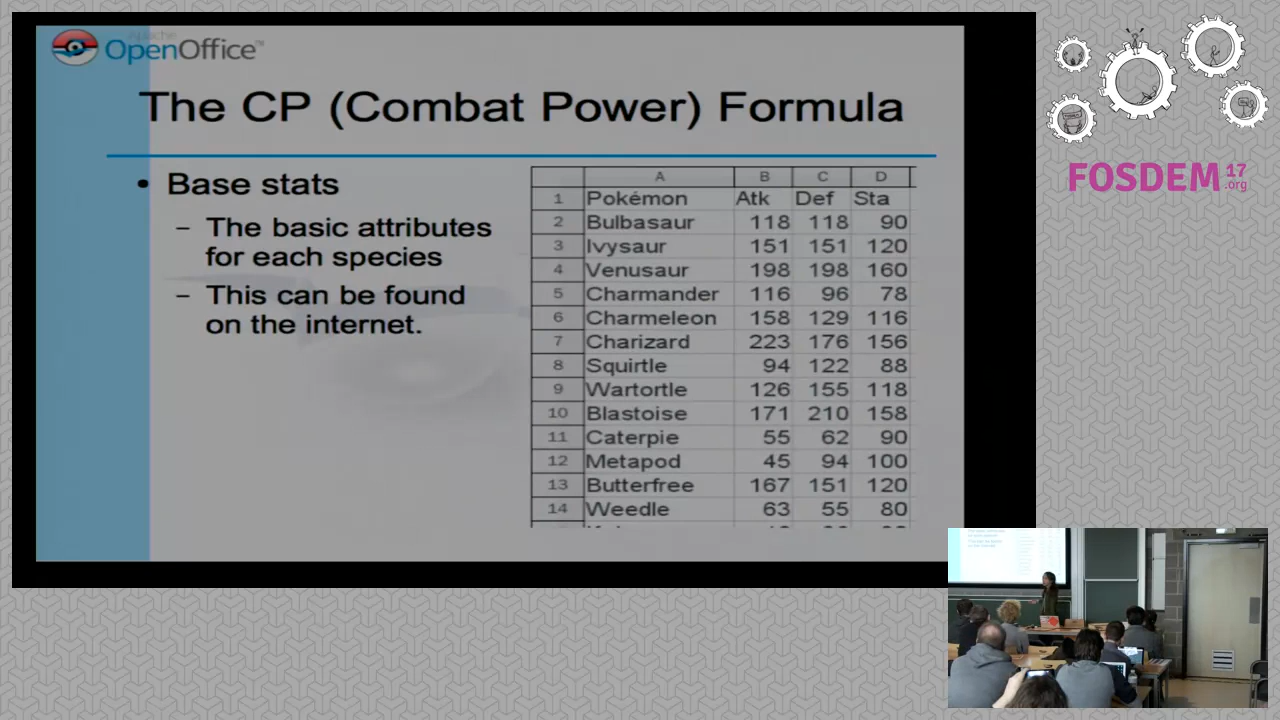 Apache
OpenOffice™
The CP (Combat Power) Formula
• Base stats
– The basic attributes
for each species
– This can be found
on the internet.
A B C D
1 Pokémon Atk Def Sta
2 Bulbasaur 118 118 90
3 Ivysaur 151 151 120
4 Venusaur 198 198 160
5 Charmander 116 96 78
6 Charmeleon 158 129 116
7 Charizard 223 176 156
8 Squirtle 94 122 88
9 Wartortle 126 155 118
10 Blastoise 171 210 158
11 Caterpie 55 62 90
12 Metapod 45 94 100
13 Butterfree 167 151 120
14 Weedle 63 55 80
FOSDEM 17
.org